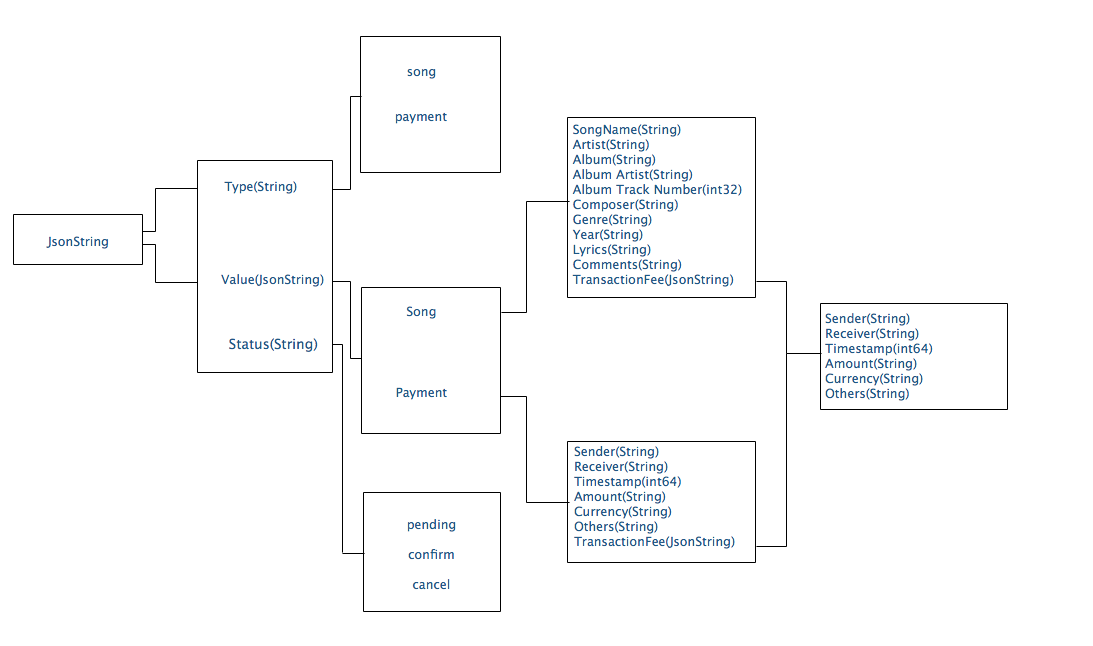 JsonString
Type(String)
Value(JsonString)
Status(String)
song
payment
Song
Payment
pending
confirm
cancel
SongName(String)
Artist(String)
Album(String)
Album Artist(String)
Album Track Number(int32)
Composer(String)
Genre(String)
Year(String)
Lyrics(String)
Comments(String)
TransactionFee(JsonString)
Sender(String)
Receiver(String)
Timestamp(int64)
Amount(String)
Currency(String)
Others(String)
TransactionFee(JsonString)
Sender(String)
Receiver(String)
Timestamp(int64)
Amount(String)
Currency(String)
Others(String)